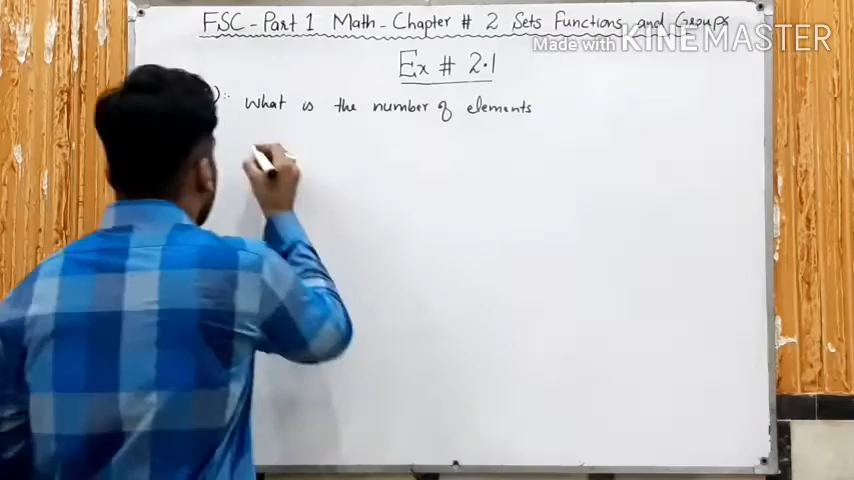 FSC-Part 1 Math-Chapter # 2 Sets Functions and Groups
Made with KINEMASTER
Ex # 2.1
What is the number of elements